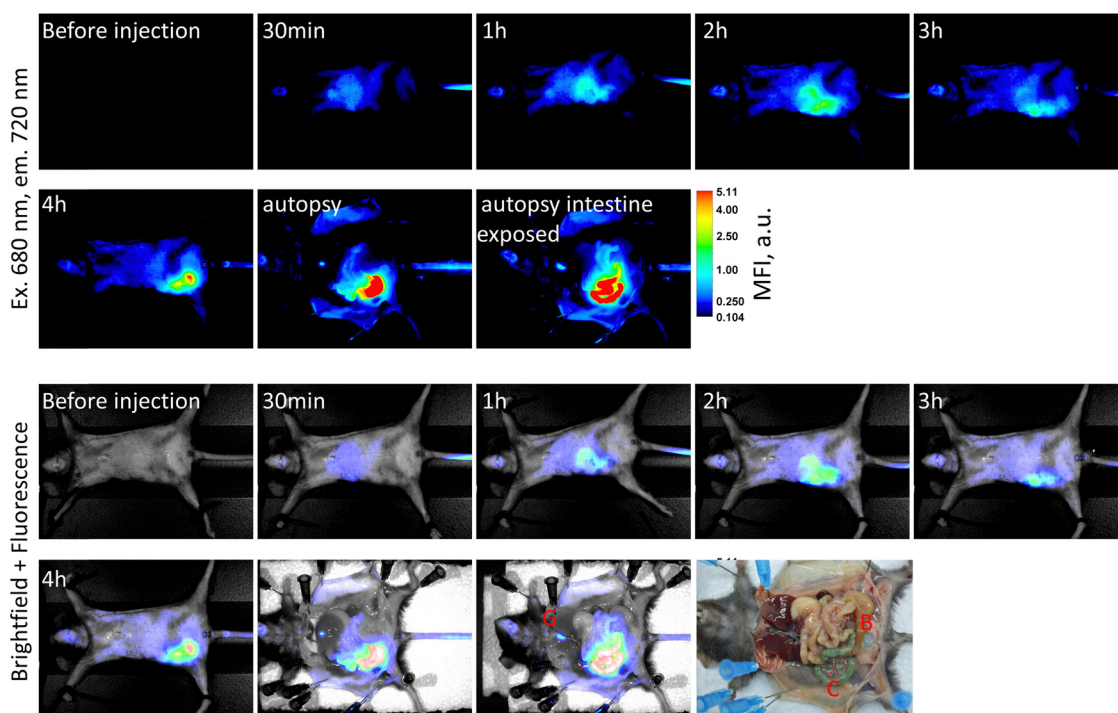 Before injection
30min
1h
2h
3h
Ex. 680 nm, em. 720 nm
4h
autopsy
autopsy intestine
exposed
5.11
4.00
2.50
1.00
0.250
0.104
MFI, a.u.
Before injection
30min
1h
2h
3h
Brightfield + Fluorescence
4h
G
B
C